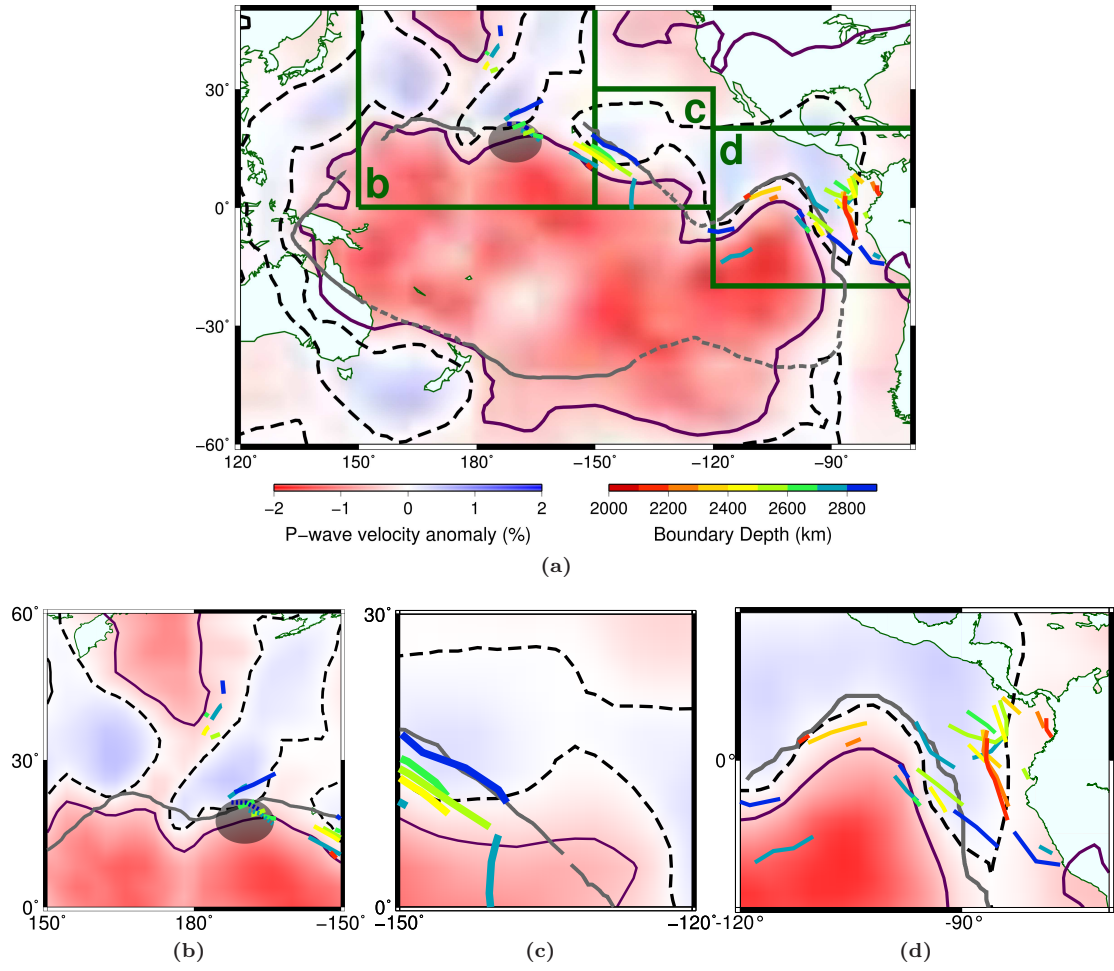 30˚
0˚
−30˚
−60˚
120˚ 150˚ 180˚ −150˚ −120˚ −90˚
b
c
d
−2 −1 0 1 2
P−wave velocity anomaly (%)
2000 2200 2400 2600 2800
Boundary Depth (km)
(a)
60˚
30˚
0˚
150˚ 180˚ −150˚
(b)
30˚
0˚
−150˚ −120˚
(c)
0˚
−120˚ −90˚
(d)